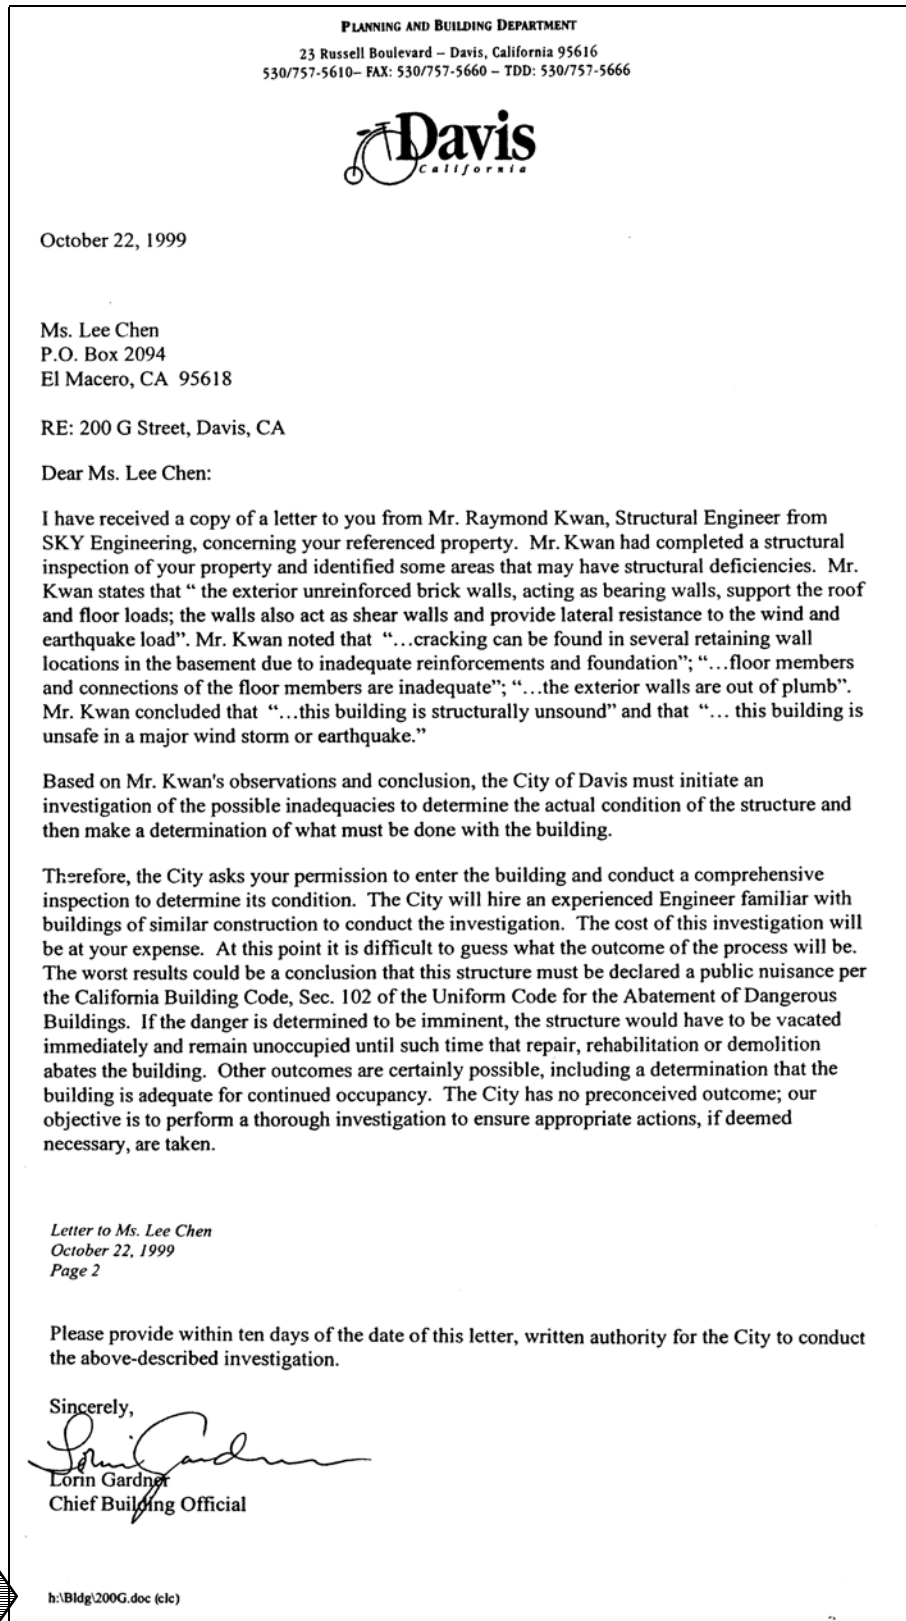 PLANNING AND BUILDING DEPARTMENT
23 Russell Boulevard – Davis, California 95616
530/757-5610– FAX: 530/757-5660 – TDD: 530/757-5666
Davis
California
October 22, 1999
Ms. Lee Chen
P.O. Box 2094
El Macero, CA 95618
RE: 200 G Street, Davis, CA
Dear Ms. Lee Chen:
I have received a copy of a letter to you from Mr. Raymond Kwan, Structural Engineer from
SKY Engineering, concerning your referenced property. Mr. Kwan had completed a structural
inspection of your property and identified some areas that may have structural deficiencies. Mr.
Kwan states that “ the exterior unreinforced brick walls, acting as bearing walls, support the roof
and floor loads; the walls also act as shear walls and provide lateral resistance to the wind and
earthquake load”. Mr. Kwan noted that “…cracking can be found in several retaining wall
locations in the basement due to inadequate reinforcements and foundation”; “…floor members
and connections of the floor members are inadequate”; “…the exterior walls are out of plumb”.
Mr. Kwan concluded that “…this building is structurally unsound” and that “… this building is
unsafe in a major wind storm or earthquake.”
Based on Mr. Kwan's observations and conclusion, the City of Davis must initiate an
investigation of the possible inadequacies to determine the actual condition of the structure and
then make a determination of what must be done with the building.
Therefore, the City asks your permission to enter the building and conduct a comprehensive
inspection to determine its condition. The City will hire an experienced Engineer familiar with
buildings of similar construction to conduct the investigation. The cost of this investigation will
be at your expense. At this point it is difficult to guess what the outcome of the process will be.
The worst results could be a conclusion that this structure must be declared a public nuisance per
the California Building Code, Sec. 102 of the Uniform Code for the Abatement of Dangerous
Buildings. If the danger is determined to be imminent, the structure would have to be vacated
immediately and remain unoccupied until such time that repair, rehabilitation or demolition
abates the building. Other outcomes are certainly possible, including a determination that the
building is adequate for continued occupancy. The City has no preconceived outcome; our
objective is to perform a thorough investigation to ensure appropriate actions, if deemed
necessary, are taken.
Letter to Ms. Lee Chen
October 22, 1999
Page 2
Please provide within ten days of the date of this letter, written authority for the City to conduct
the above-described investigation.
Sincerely,
Lorin Gardner
Lorin Gardner
Chief Building Official
h:\Bldg\200G.doc (clc)